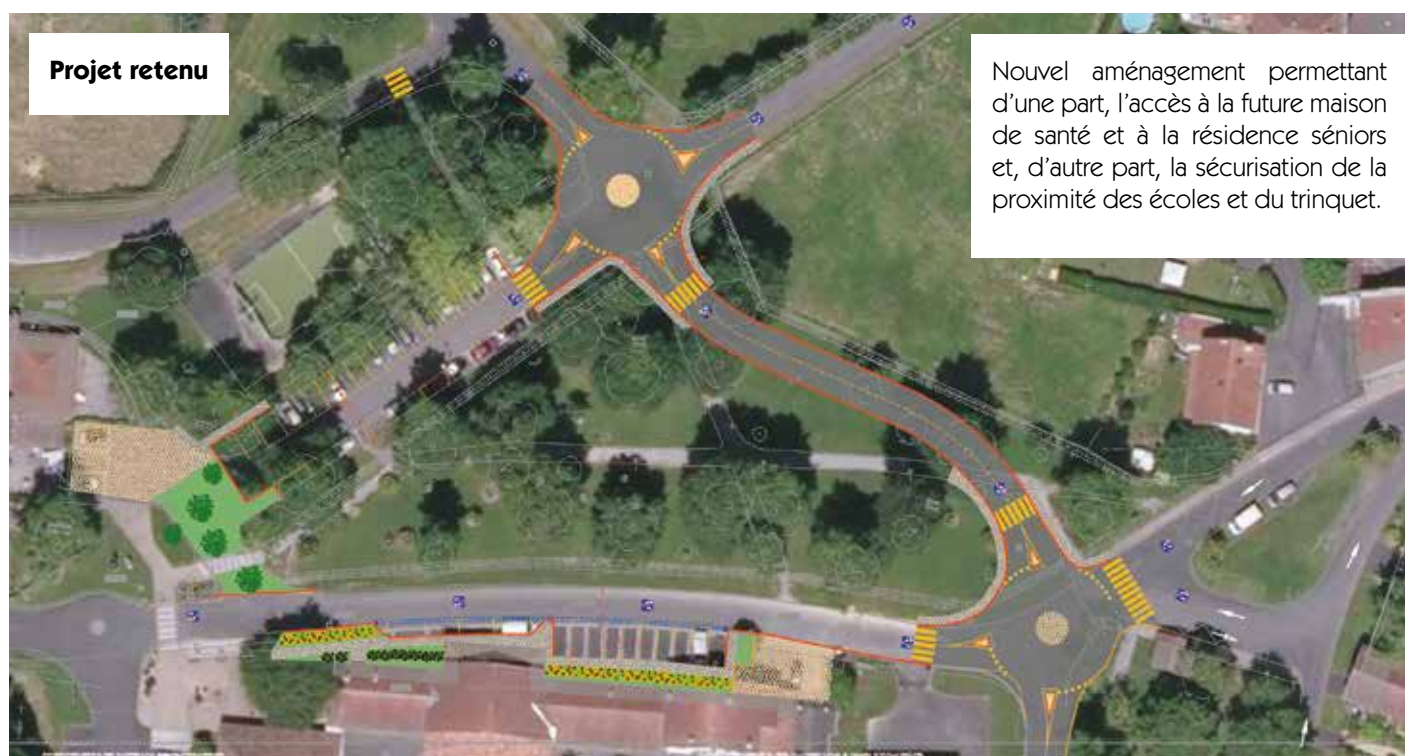 Projet retenu
Nouvel aménagement permettant
d'une part, l'accès à la future maison
de santé et à la résidence séniors
et, d'autre part, la sécurisation de la
proximité des écoles et du trinquet.